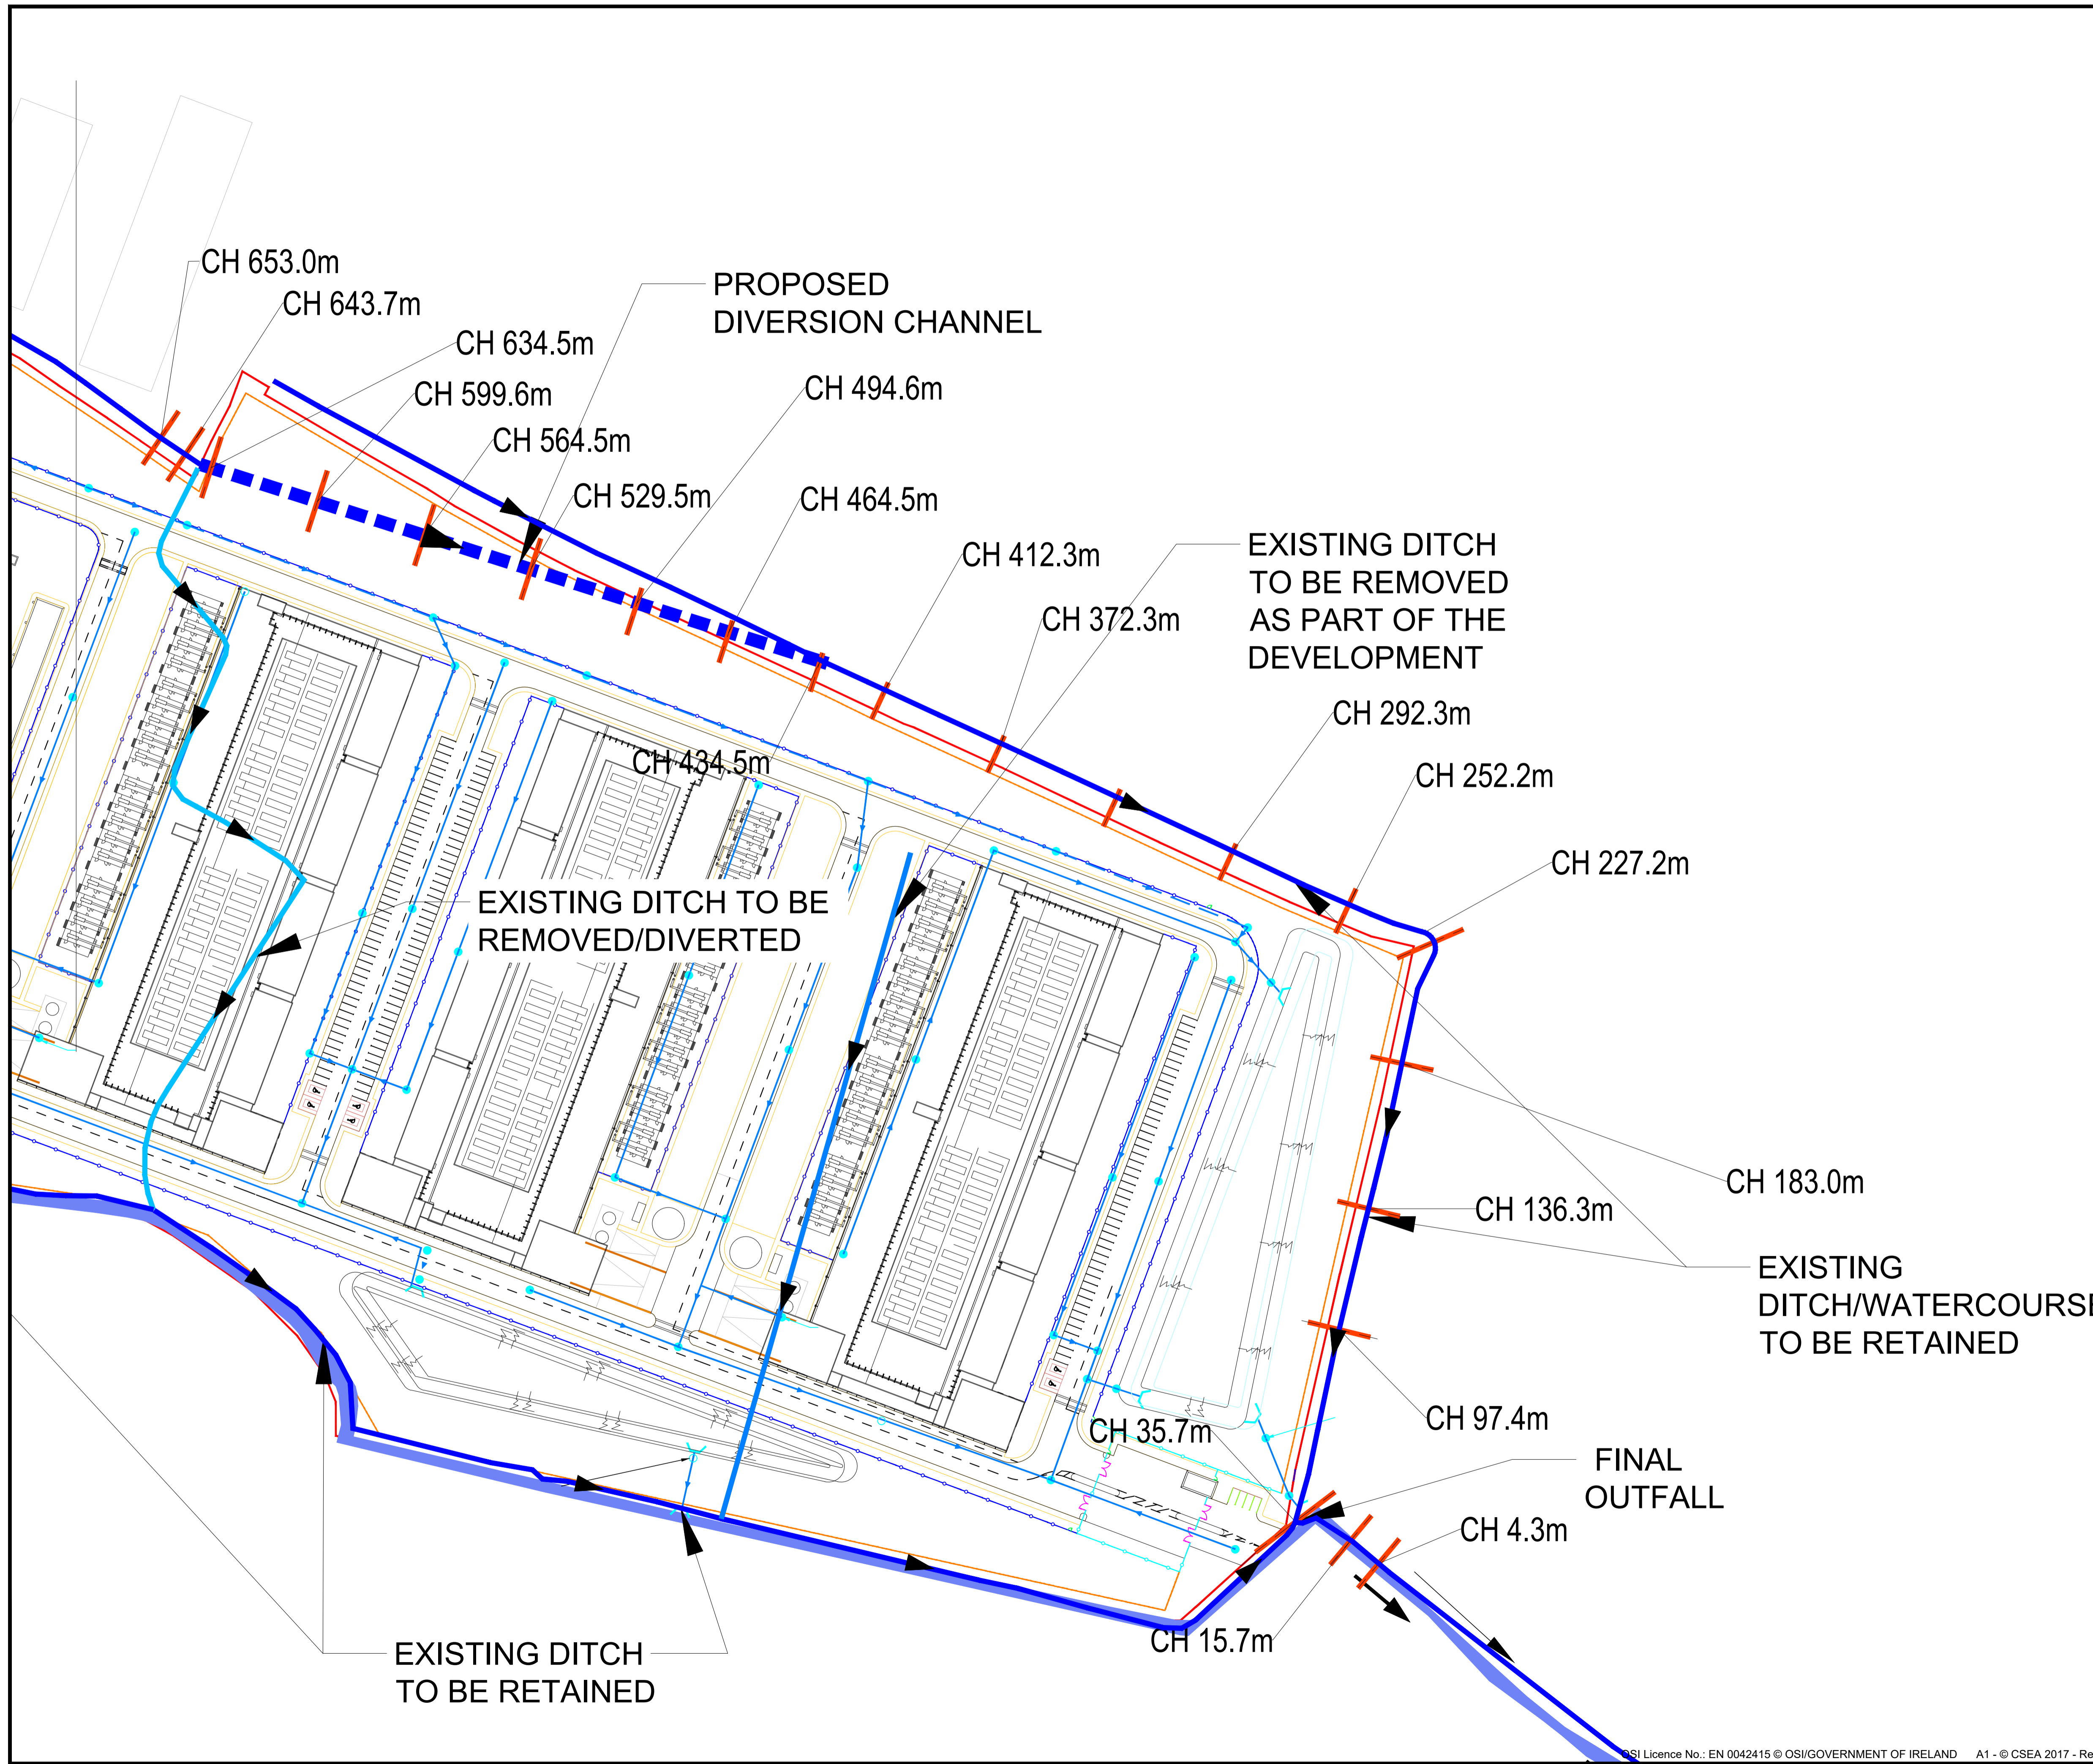 CH 653.0m
CH 643.7m
CH 634.5m
CH 599.6m
CH 564.5m
CH 529.5m
PROPOSED
DIVERSION CHANNEL
CH 494.6m
CH 464.5m
CH 412.3m
CH 372.3m
EXISTING DITCH
TO BE REMOVED
AS PART OF THE
DEVELOPMENT
CH 292.3m
CH 252.2m
CH 227.2m
CH 434.5m
EXISTING DITCH TO BE
REMOVED/DIVERTED
CH 183.0m
CH 136.3m
EXISTING
DITCH/WATERCOURSE
TO BE RETAINED
CH 97.4m
CH 35.7m
FINAL
OUTFALL
CH 4.3m
CH 15.7m
EXISTING DITCH
TO BE RETAINED
OSI Licence No.: EN 0042415 © OSI/GOVERNMENT OF IRELAND A1 - © CSEA 2017 - Re